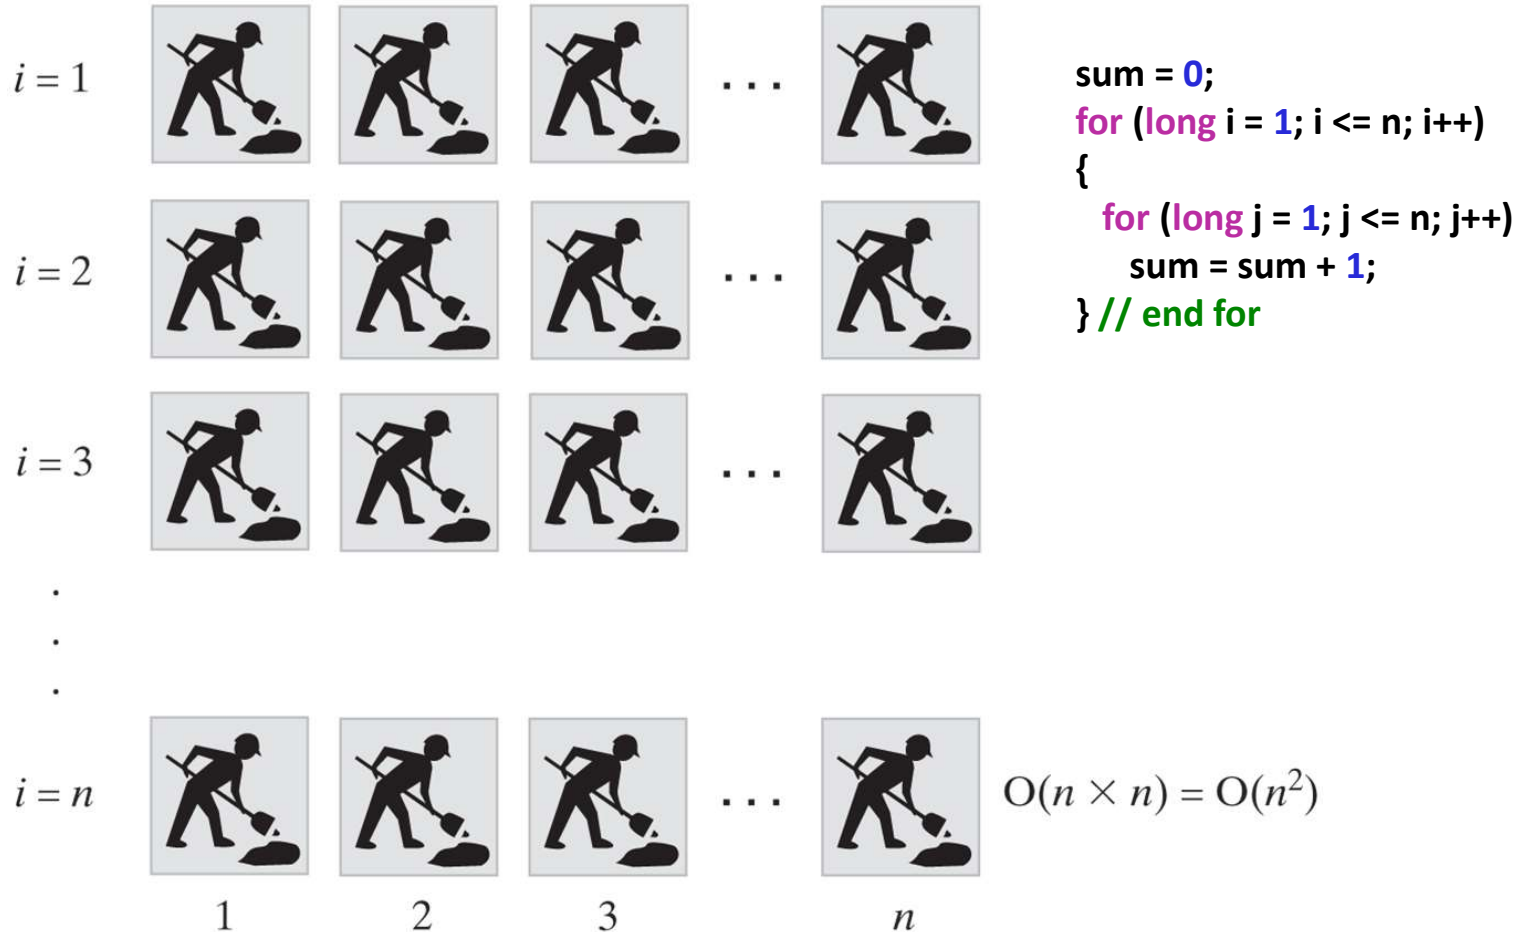 i = 1
. . .
i = 2
. . .
i = 3
. . .
.
.
.
i = n
. . .
O(n × n) = O(n²)
1 2 3 n
sum = 0;
for (long i = 1; i <= n; i++)
{
for (long j = 1; j <= n; j++)
sum = sum + 1;
} // end for